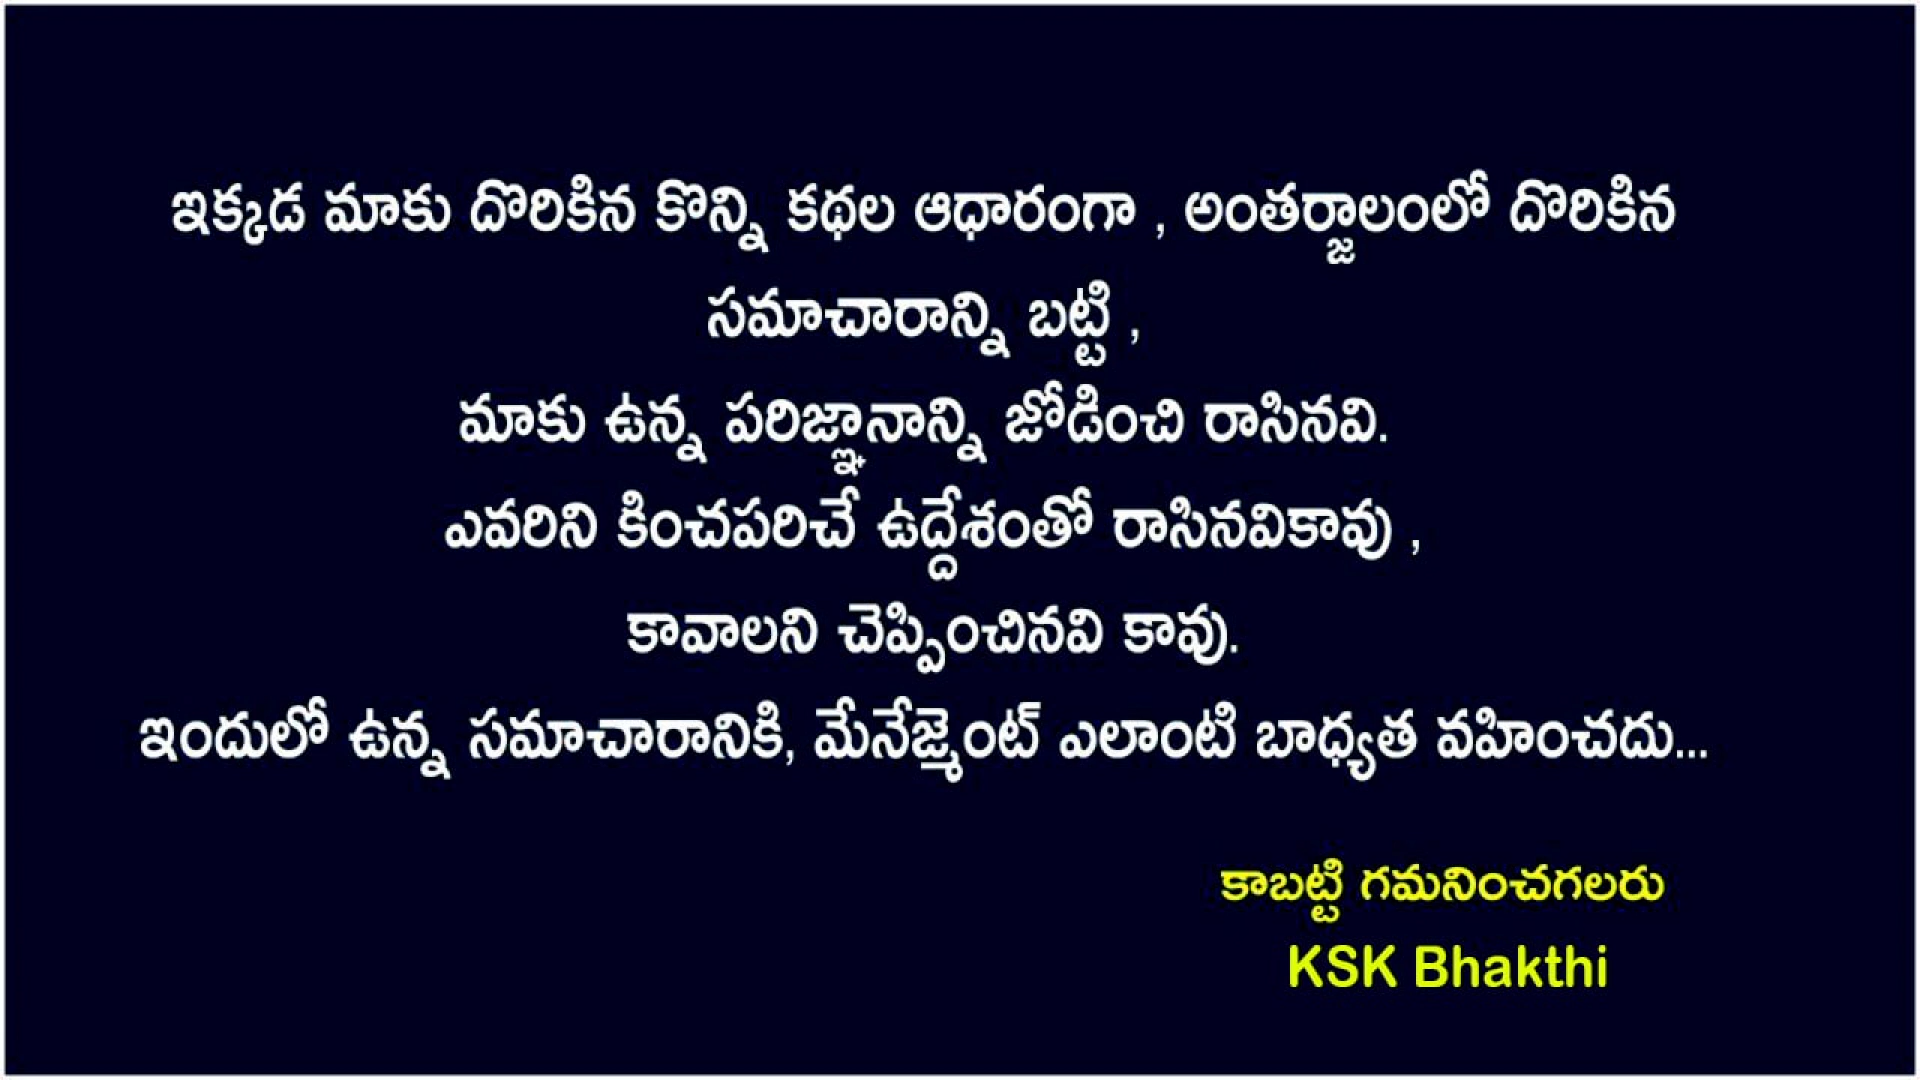 ఇక్కడ మాకు దొరికిన కొన్ని కథల ఆధారంగా , అంతర్జాలంలో దొరికిన
సమాచారాన్ని బట్టి ,
మాకు ఉన్న పరిజ్ఞానాన్ని జోడించి రాసినవి.
ఎవరిని కించపరిచే ఉద్దేశంతో రాసినవికావు ,
కావాలని చెప్పించినవి కావు.
ఇందులో ఉన్న సమాచారానికి, మేనేజ్మెంట్ ఎలాంటి బాధ్యత వహించదు...
కాబట్టి గమనించగలరు
KSK Bhakthi